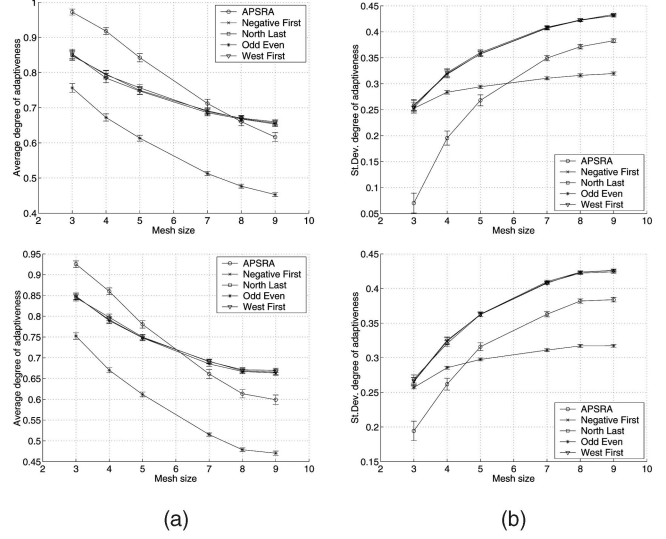 1
0.9
0.8
0.7
0.6
0.5
0.4
2 3 4 5 6 7 8 9 10
Mesh size
Average degree of adaptiveness
APSRA
Negative First
North Last
Odd Even
West First
0.45
0.4
0.35
0.3
0.25
0.2
0.15
0.1
0.05
2 3 4 5 6 7 8 9 10
Mesh size
St.Dev. degree of adaptiveness
APSRA
Negative First
North Last
Odd Even
West First
0.95
0.9
0.85
0.8
0.75
0.7
0.65
0.6
0.55
0.5
0.45
2 3 4 5 6 7 8 9 10
Mesh size
Average degree of adaptiveness
APSRA
Negative First
North Last
Odd Even
West First
0.45
0.4
0.35
0.3
0.25
0.2
0.15
2 3 4 5 6 7 8 9 10
Mesh size
St.Dev. degree of adaptiveness
APSRA
Negative First
North Last
Odd Even
West First
(a)
(b)